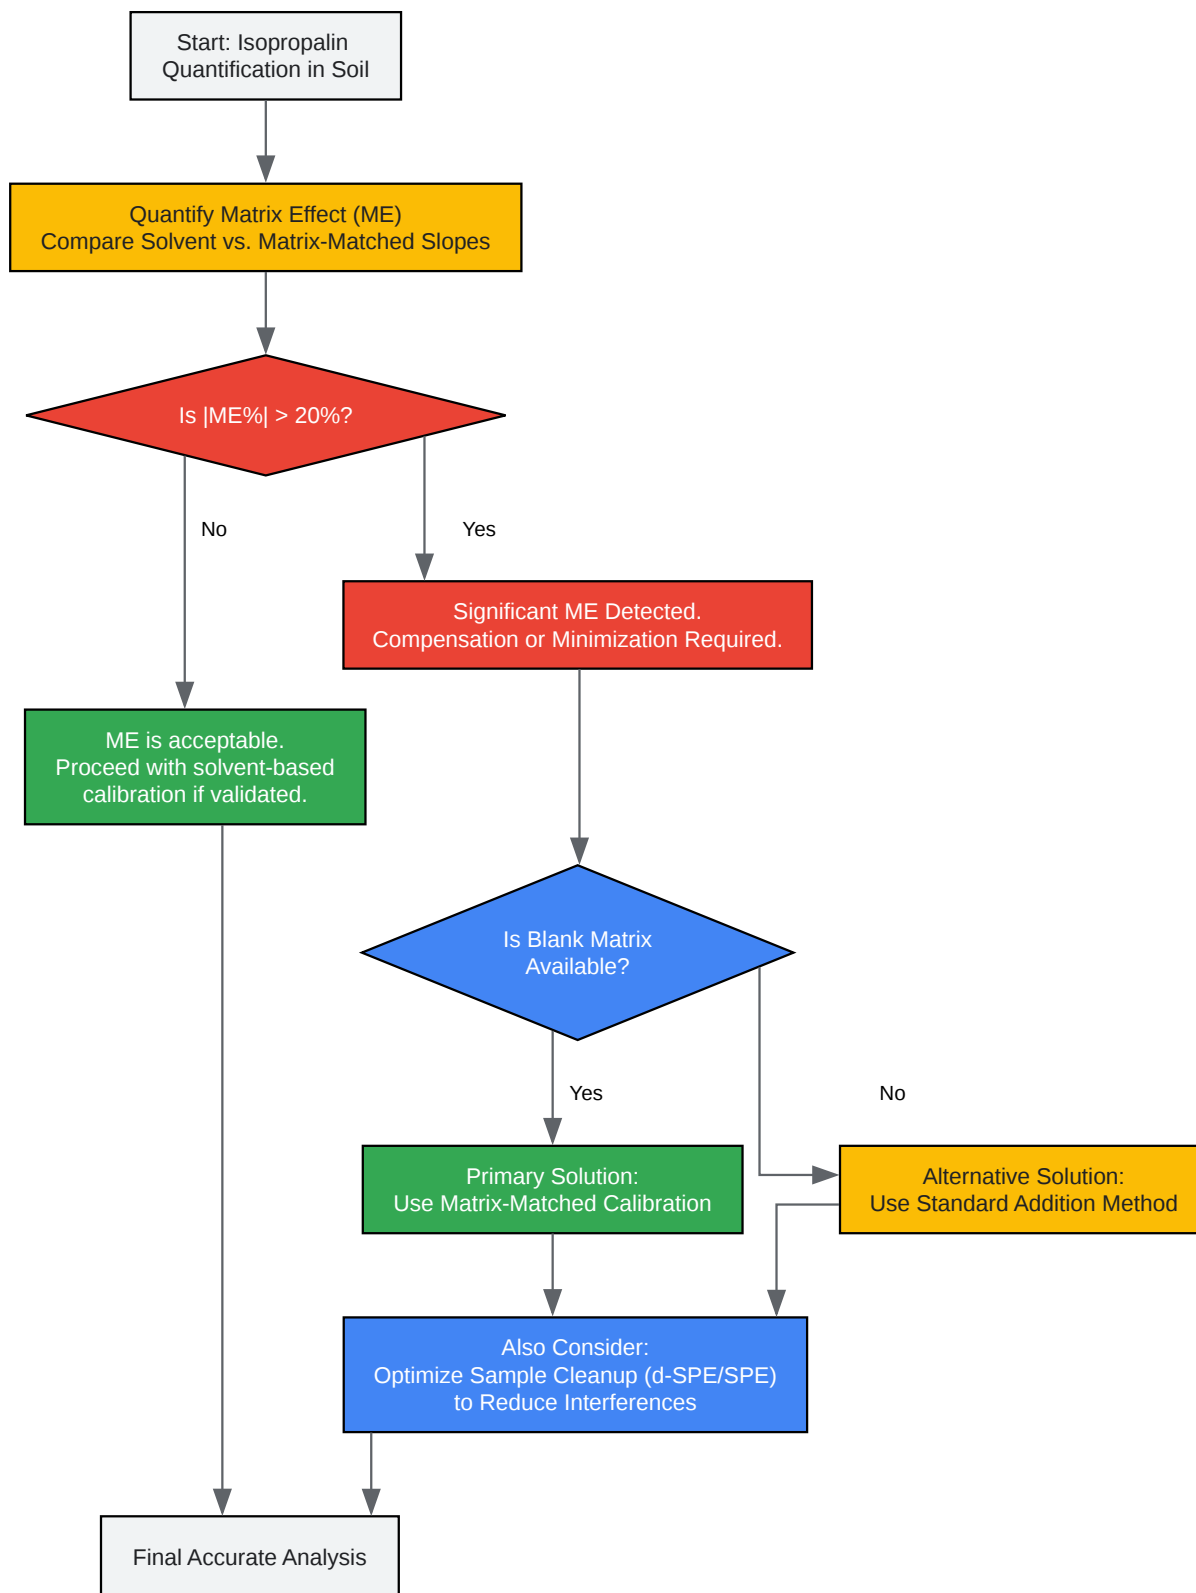 Start: Isopropalin
Quantification in Soil
Quantify Matrix Effect (ME)
Compare Solvent vs. Matrix-Matched Slopes
Is |ME%| > 20%?
No
Yes
Significant ME Detected.
Compensation or Minimization Required.
ME is acceptable.
Proceed with solvent-based
calibration if validated.
Is Blank Matrix
Available?
Yes
No
Primary Solution:
Use Matrix-Matched Calibration
Alternative Solution:
Use Standard Addition Method
Also Consider:
Optimize Sample Cleanup (d-SPE/SPE)
to Reduce Interferences
Final Accurate Analysis